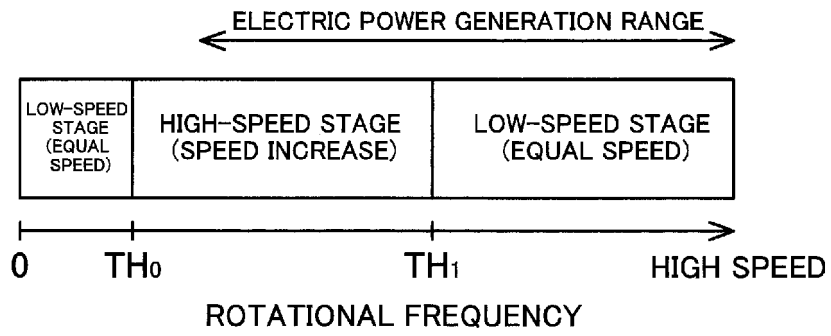 ELECTRIC POWER GENERATION RANGE
LOW-SPEED
STAGE
(EQUAL
SPEED)
HIGH-SPEED STAGE
(SPEED INCREASE)
LOW-SPEED STAGE
(EQUAL SPEED)
0
TH0
TH1
HIGH SPEED
ROTATIONAL FREQUENCY